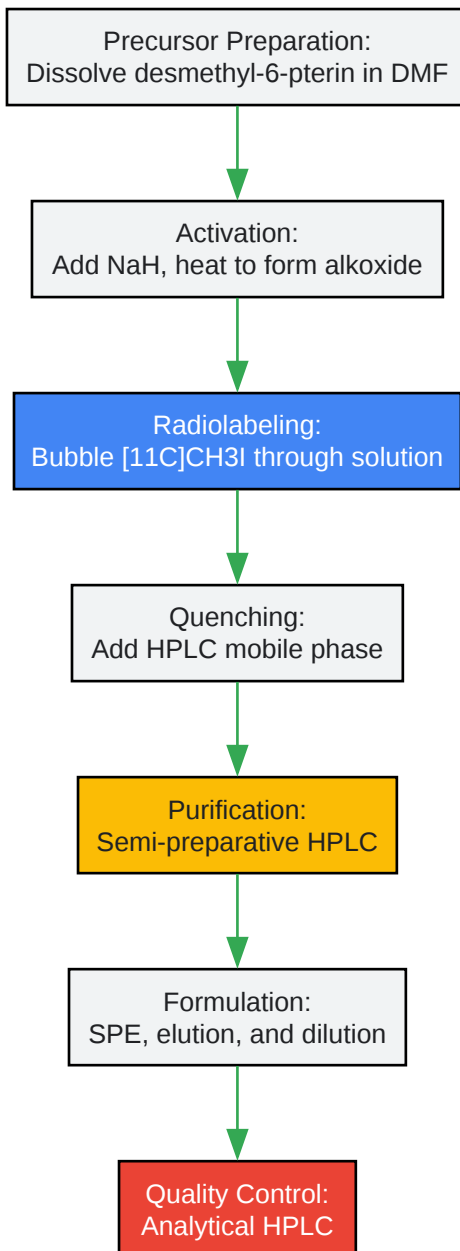 Precursor Preparation:
Dissolve desmethyl-6-pterin in DMF
Activation:
Add NaH, heat to form alkoxide
Radiolabeling:
Bubble [11C]CH3I through solution
Quenching:
Add HPLC mobile phase
Purification:
Semi-preparative HPLC
Formulation:
SPE, elution, and dilution
Quality Control:
Analytical HPLC